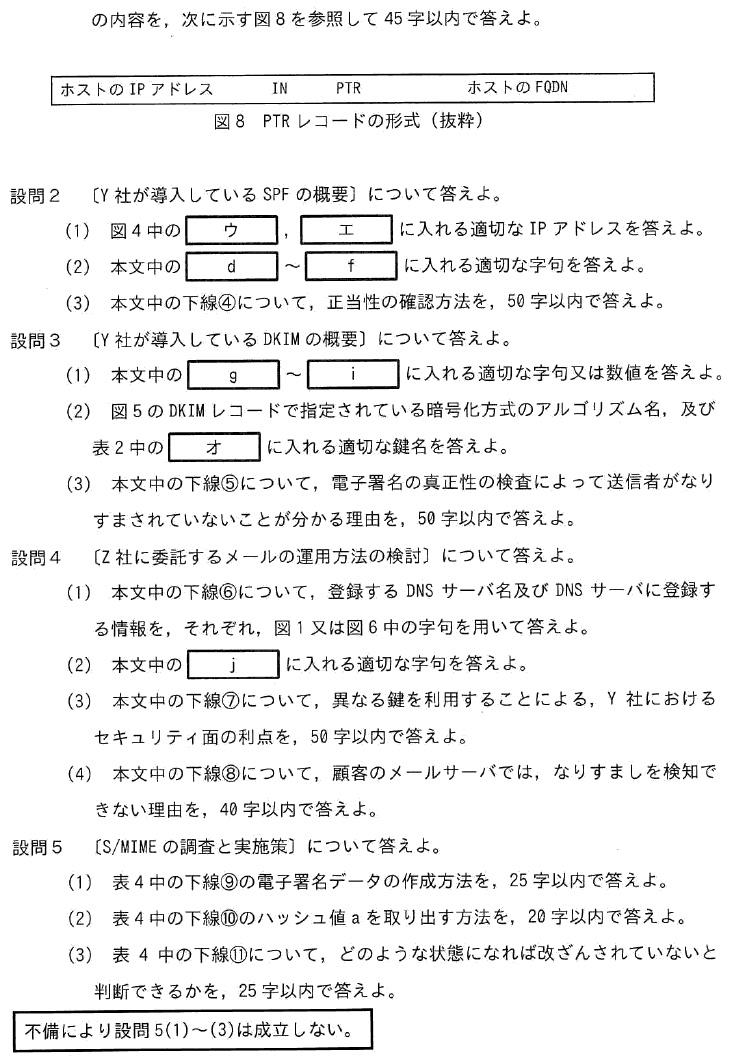 の内容を，次に示す図8を参照して45字以内で答えよ。
ホストのIPアドレス IN PTR ホストのFQDN
図8 PTRレコードの形式（抜粋）
設問2 〔Y社が導入しているSPFの概要〕について答えよ。
(1) 図4中の ウ ， エ に入れる適切なIPアドレスを答えよ。
(2) 本文中の d ～ f に入れる適切な字句を答えよ。
(3) 本文中の下線④について，正当性の確認方法を，50字以内で答えよ。
設問3 〔Y社が導入しているDKIMの概要〕について答えよ。
(1) 本文中の g ～ i に入れる適切な字句又は数値を答えよ。
(2) 図5のDKIMレコードで指定されている暗号化方式のアルゴリズム名，及び
表2中の オ に入れる適切な鍵名を答えよ。
(3) 本文中の下線⑤について，電子署名の真正性の検査によって送信者がなり
すまされていないことが分かる理由を，50字以内で答えよ。
設問4 〔Z社に委託するメールの運用方法の検討〕について答えよ。
(1) 本文中の下線⑥について，登録するDNSサーバ名及びDNSサーバに登録す
る情報を，それぞれ，図1又は図6中の字句を用いて答えよ。
(2) 本文中の j に入れる適切な字句を答えよ。
(3) 本文中の下線⑦について，異なる鍵を利用することによる，Y社における
セキュリティ面の利点を，50字以内で答えよ。
(4) 本文中の下線⑧について，顧客のメールサーバでは，なりすましを検知で
きない理由を，40字以内で答えよ。
設問5 〔S/MIMEの調査と実施策〕について答えよ。
(1) 表4中の下線⑨の電子署名データの作成方法を，25字以内で答えよ。
(2) 表4中の下線⑩のハッシュ値aを取り出す方法を，20字以内で答えよ。
(3) 表4中の下線⑪について，どのような状態になれば改ざんされていないと
判断できるかを，25字以内で答えよ。
不備により設問5(1)～(3)は成立しない。